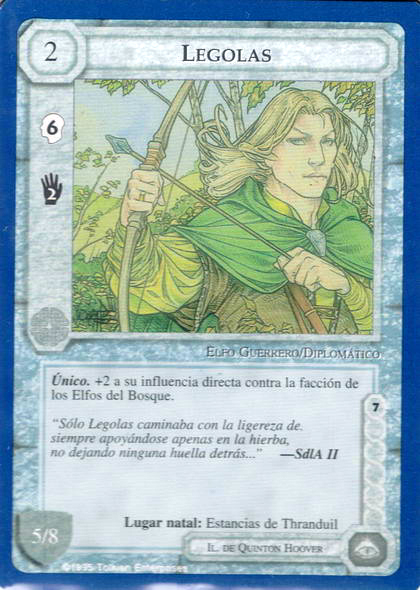 2
LEGOLAS
6
2
ELFO GUERRERO/DIPLOMÁTICO
Único. +2 a su influencia directa contra la facción de
los Elfos del Bosque.
7
"Sólo Legolas caminaba con la ligereza de.
siempre apoyándose apenas en la hierba,
no dejando ninguna huella detrás..." —SdlA II
Lugar natal: Estancias de Thranduil
5/8
IL. DE QUINTON HOOVER
©1995 Tolkien Enterprises